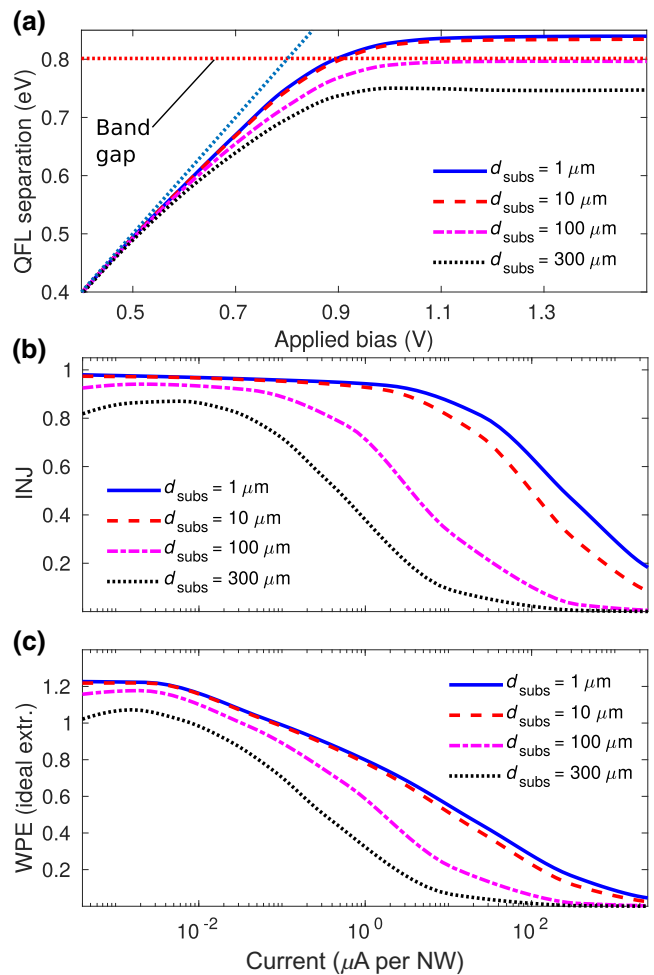 (a)
QFL separation (eV)
0.8
0.7
0.6
0.5
0.4
Band
gap
d_subs = 1 μm
d_subs = 10 μm
d_subs = 100 μm
d_subs = 300 μm
0.5 0.7 0.9 1.1 1.3
Applied bias (V)
(b)
INJ
1
0.8
0.6
0.4
0.2
d_subs = 1 μm
d_subs = 10 μm
d_subs = 100 μm
d_subs = 300 μm
(c)
WPE (ideal extr.)
1.2
1
0.8
0.6
0.4
0.2
d_subs = 1 μm
d_subs = 10 μm
d_subs = 100 μm
d_subs = 300 μm
10⁻² 10⁰ 10²
Current (μA per NW)